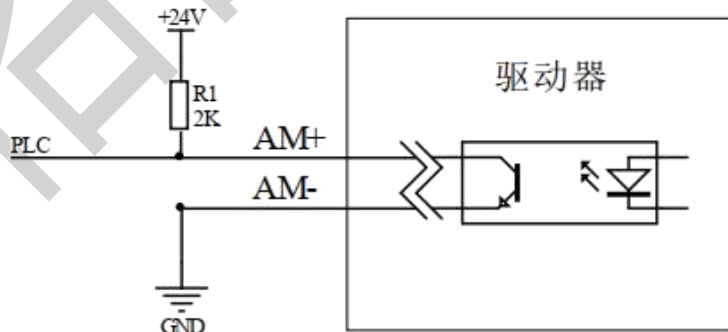 +24V
驱动器
R1
2K
PLC
AM+
AM-
GND